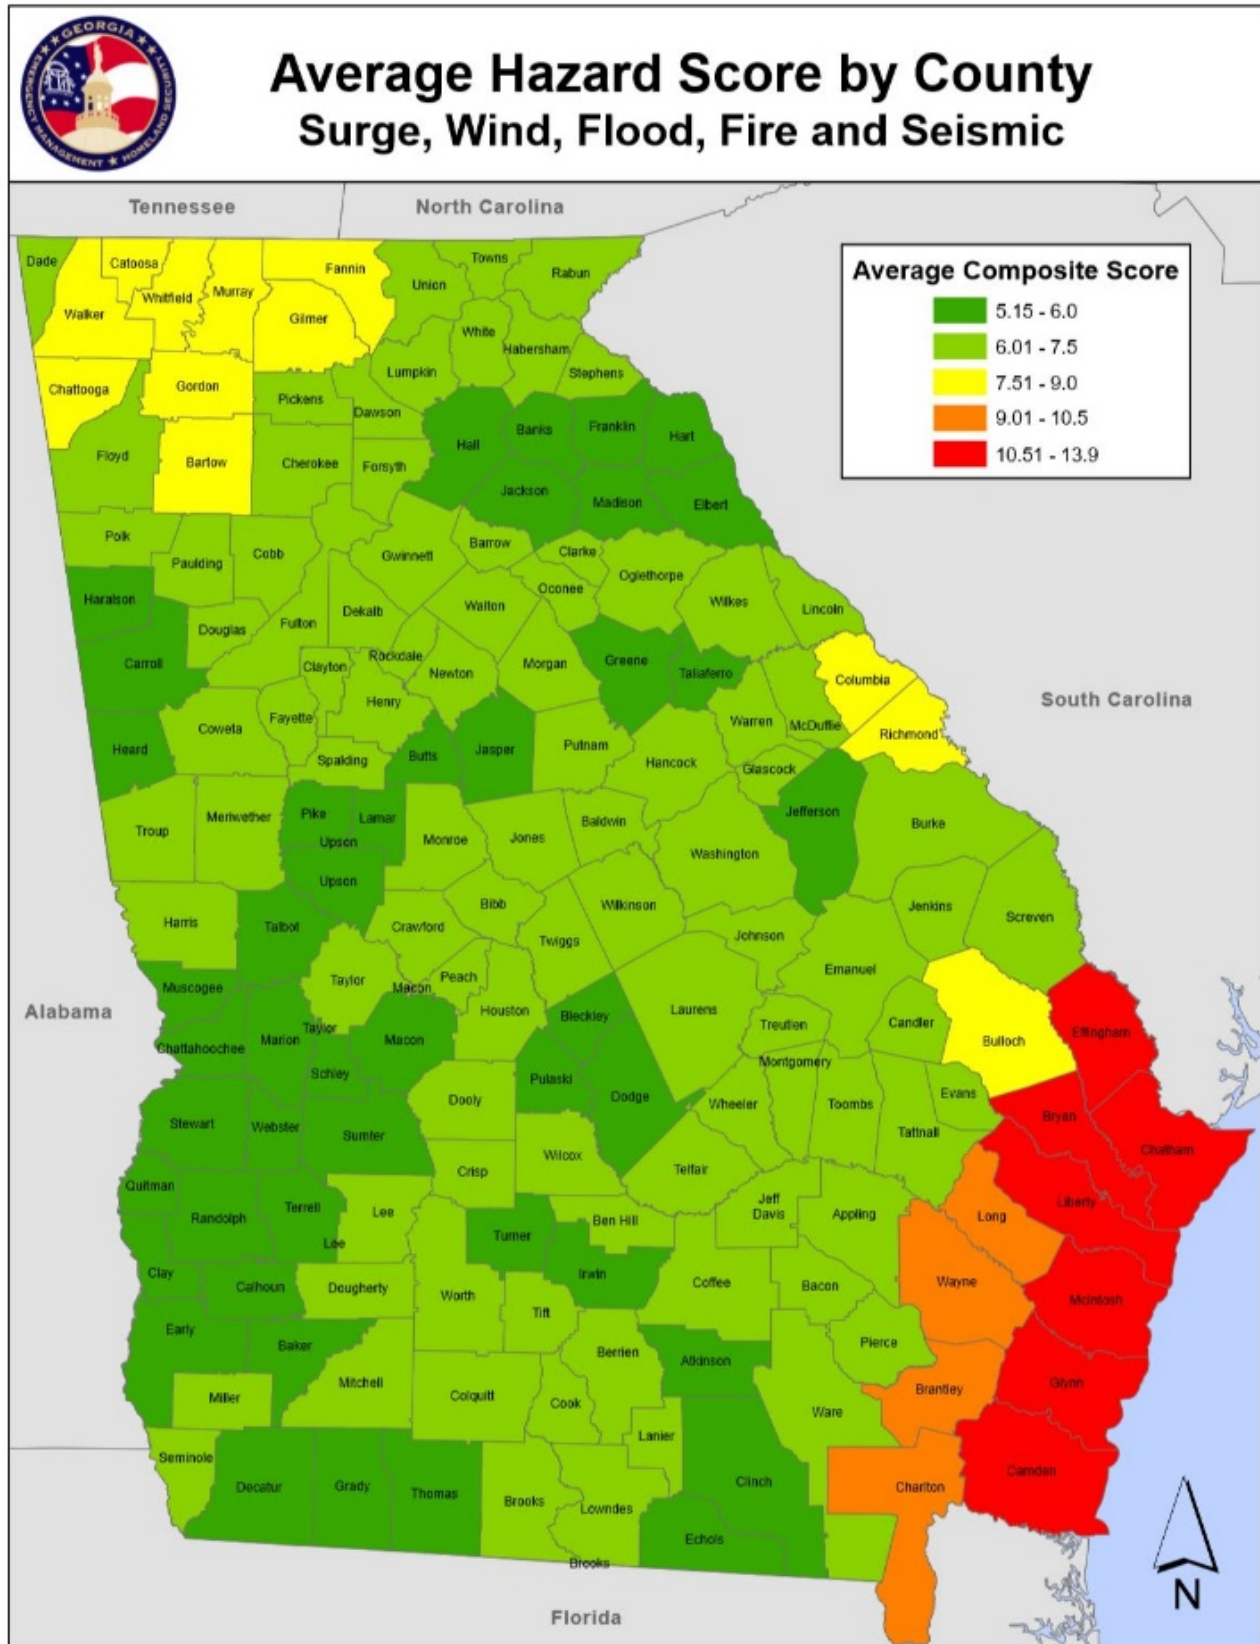 GEORGIA
EMERGENCY MANAGEMENT ★ HOMELAND SECURITY
Average Hazard Score by County
Surge, Wind, Flood, Fire and Seismic
Tennessee
North Carolina
Average Composite Score
5.15 - 6.0
6.01 - 7.5
7.51 - 9.0
9.01 - 10.5
10.51 - 13.9
Dade
Catoosa
Fannin
Towns
Union
Rabun
Whitfield
Murray
Walker
Gilmer
White
Habersham
Lumpkin
Stephens
Chattooga
Gordon
Pickens
Dawson
Hall
Banks
Franklin
Hart
Floyd
Bartow
Cherokee
Forsyth
Jackson
Madison
Elbert
Polk
Paulding
Cobb
Gwinnett
Barrow
Clarke
Oglethorpe
Oconee
Wilkes
Lincoln
Haralson
Douglas
Fulton
Dekalb
Walton
Carroll
Clayton
Rockdale
Newton
Morgan
Greene
Taliaferro
Columbia
South Carolina
Heard
Coweta
Fayette
Henry
Spalding
Butts
Jasper
Putnam
Hancock
Warren
McDuffie
Richmond
Glascock
Troup
Meriwether
Pike
Upson
Lamar
Monroe
Jones
Baldwin
Washington
Jefferson
Burke
Upson
Harris
Talbot
Crawford
Bibb
Twiggs
Wilkinson
Johnson
Jenkins
Screven
Alabama
Muscogee
Taylor
Macon
Peach
Houston
Laurens
Emanuel
Chattahoochee
Marion
Taylor
Macon
Bleckley
Treutlen
Candler
Bulloch
Effingham
Schley
Pulaski
Dodge
Montgomery
Stewart
Webster
Sumter
Dooly
Wheeler
Toombs
Evans
Tattnall
Bryan
Chatham
Quitman
Randolph
Terrell
Lee
Lee
Crisp
Wilcox
Telfair
Jeff
Davis
Appling
Long
Liberty
Clay
Calhoun
Dougherty
Worth
Turner
Ben Hill
Irwin
Coffee
Bacon
Wayne
McIntosh
Early
Baker
Tift
Berrien
Atkinson
Pierce
Miller
Mitchell
Colquitt
Cook
Ware
Brantley
Glynn
Seminole
Decatur
Grady
Thomas
Brooks
Lanier
Lowndes
Clinch
Charlton
Camden
Echols
Brooks
Florida
N